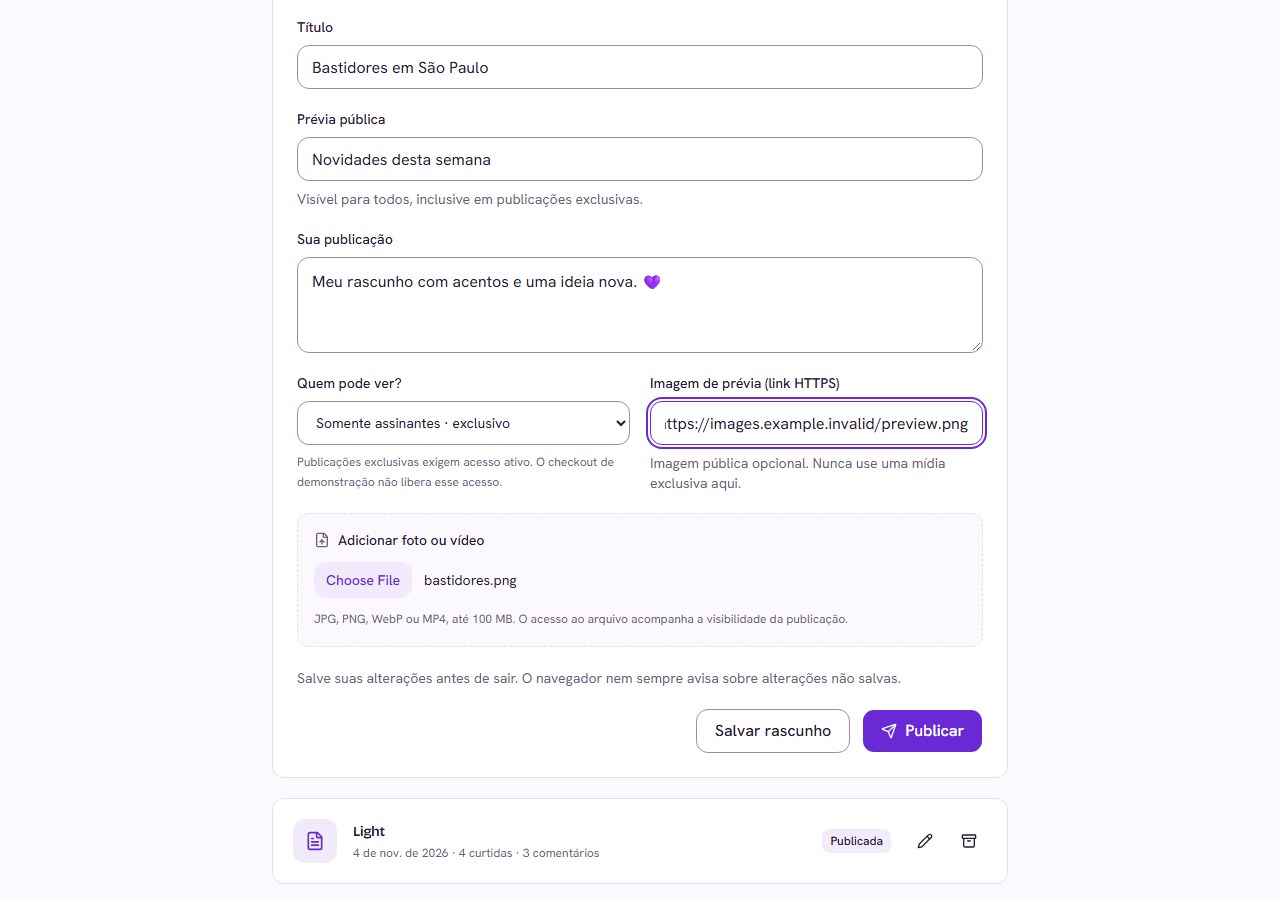 Título
Bastidores em São Paulo
Prévia pública
Novidades desta semana
Visível para todos, inclusive em publicações exclusivas.
Sua publicação
Meu rascunho com acentos e uma ideia nova. 💜
Quem pode ver?
Somente assinantes · exclusivo
Publicações exclusivas exigem acesso ativo. O checkout de
demonstração não libera esse acesso.
Imagem de prévia (link HTTPS)
ttps://images.example.invalid/preview.png
Imagem pública opcional. Nunca use uma mídia
exclusiva aqui.
Adicionar foto ou vídeo
Choose File bastidores.png
JPG, PNG, WebP ou MP4, até 100 MB. O acesso ao arquivo acompanha a visibilidade da publicação.
Salve suas alterações antes de sair. O navegador nem sempre avisa sobre alterações não salvas.
Salvar rascunho
Publicar
Light
4 de nov. de 2026 · 4 curtidas · 3 comentários
Publicada